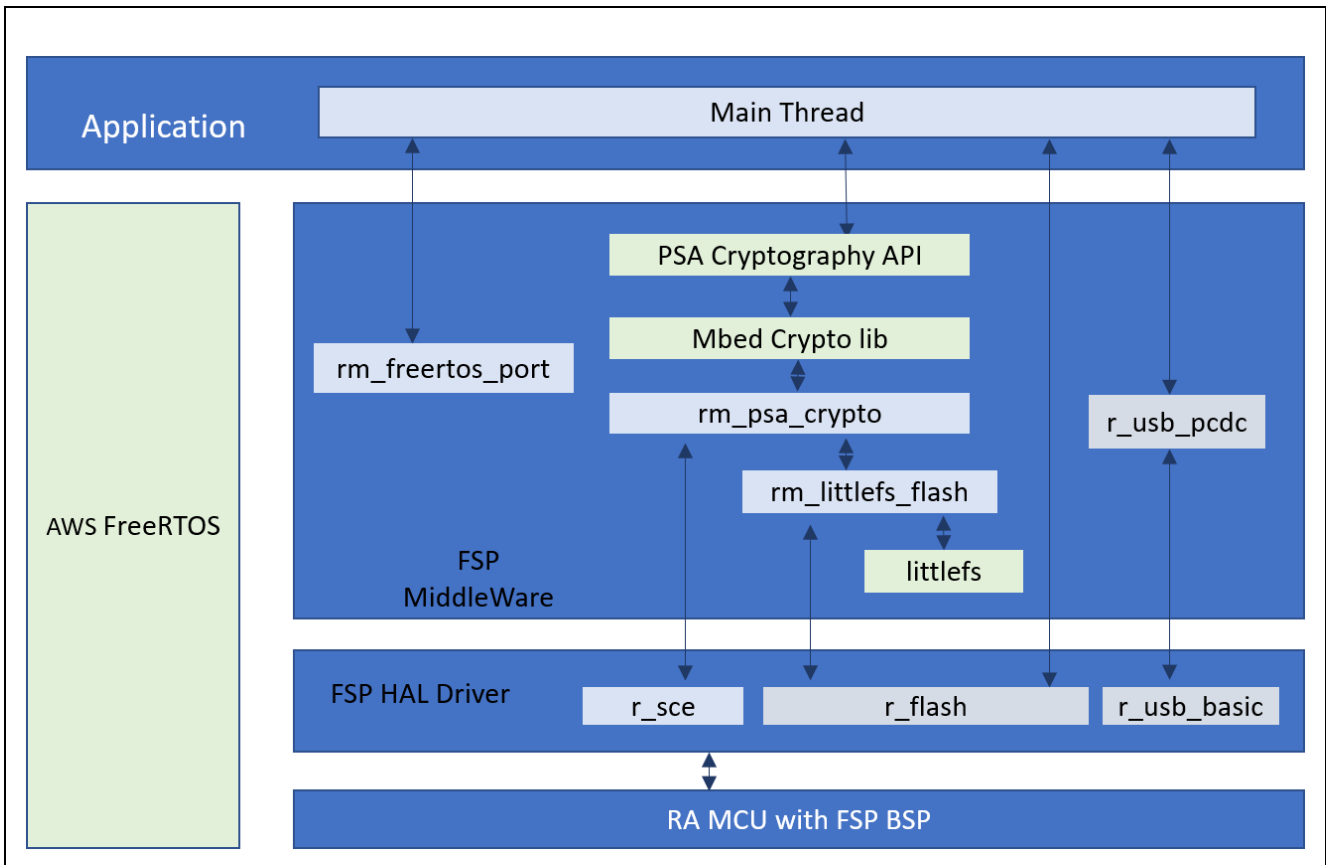 Application
Main Thread
AWS FreeRTOS
PSA Cryptography API
Mbed Crypto lib
rm_freertos_port
rm_psa_crypto
r_usb_pcdc
rm_littlefs_flash
littlefs
FSP
MiddleWare
FSP HAL Driver
r_sce
r_flash
r_usb_basic
RA MCU with FSP BSP